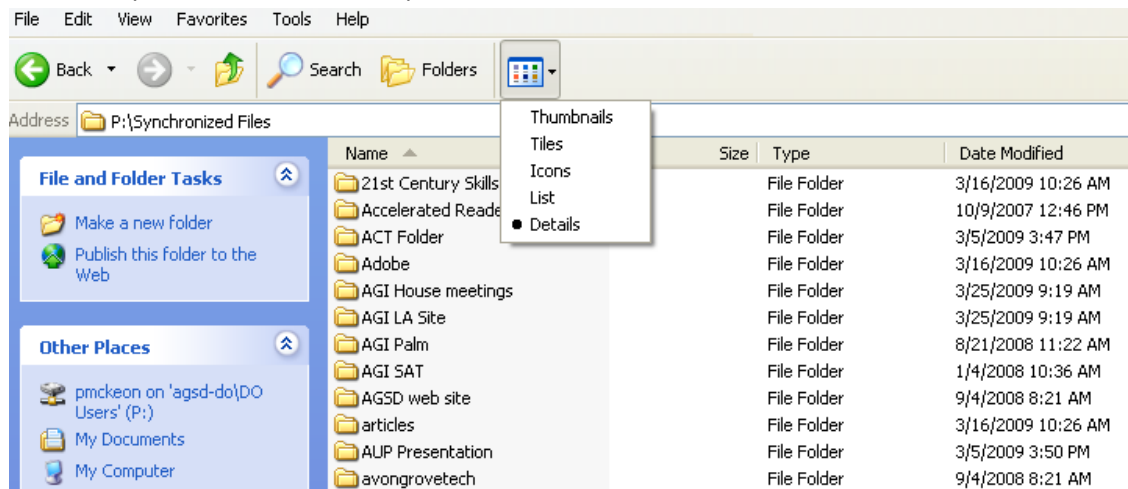 File Edit View Favorites Tools Help
Back Search Folders
Address P:\Synchronized Files
Thumbnails
Tiles
Icons
List
Details
File and Folder Tasks
Make a new folder
Publish this folder to the
Web
Other Places
pmckeon on 'agsd-do\DO
Users' (P:)
My Documents
My Computer
Name Size Type Date Modified
21st Century Skills File Folder 3/16/2009 10:26 AM
Accelerated File Folder 10/9/2007 12:46 PM
ACT Folder File Folder 3/5/2009 3:47 PM
Adobe File Folder 3/16/2009 10:26 AM
AGI House meetings File Folder 3/25/2009 9:19 AM
AGI LA Site File Folder 3/25/2009 9:19 AM
AGI Palm File Folder 8/21/2008 11:22 AM
AGI SAT File Folder 1/4/2008 10:36 AM
AGSD web site File Folder 9/4/2008 8:21 AM
articles File Folder 3/16/2009 10:26 AM
AUP Presentation File Folder 3/5/2009 3:50 PM
avongrovetech File Folder 9/4/2008 8:21 AM